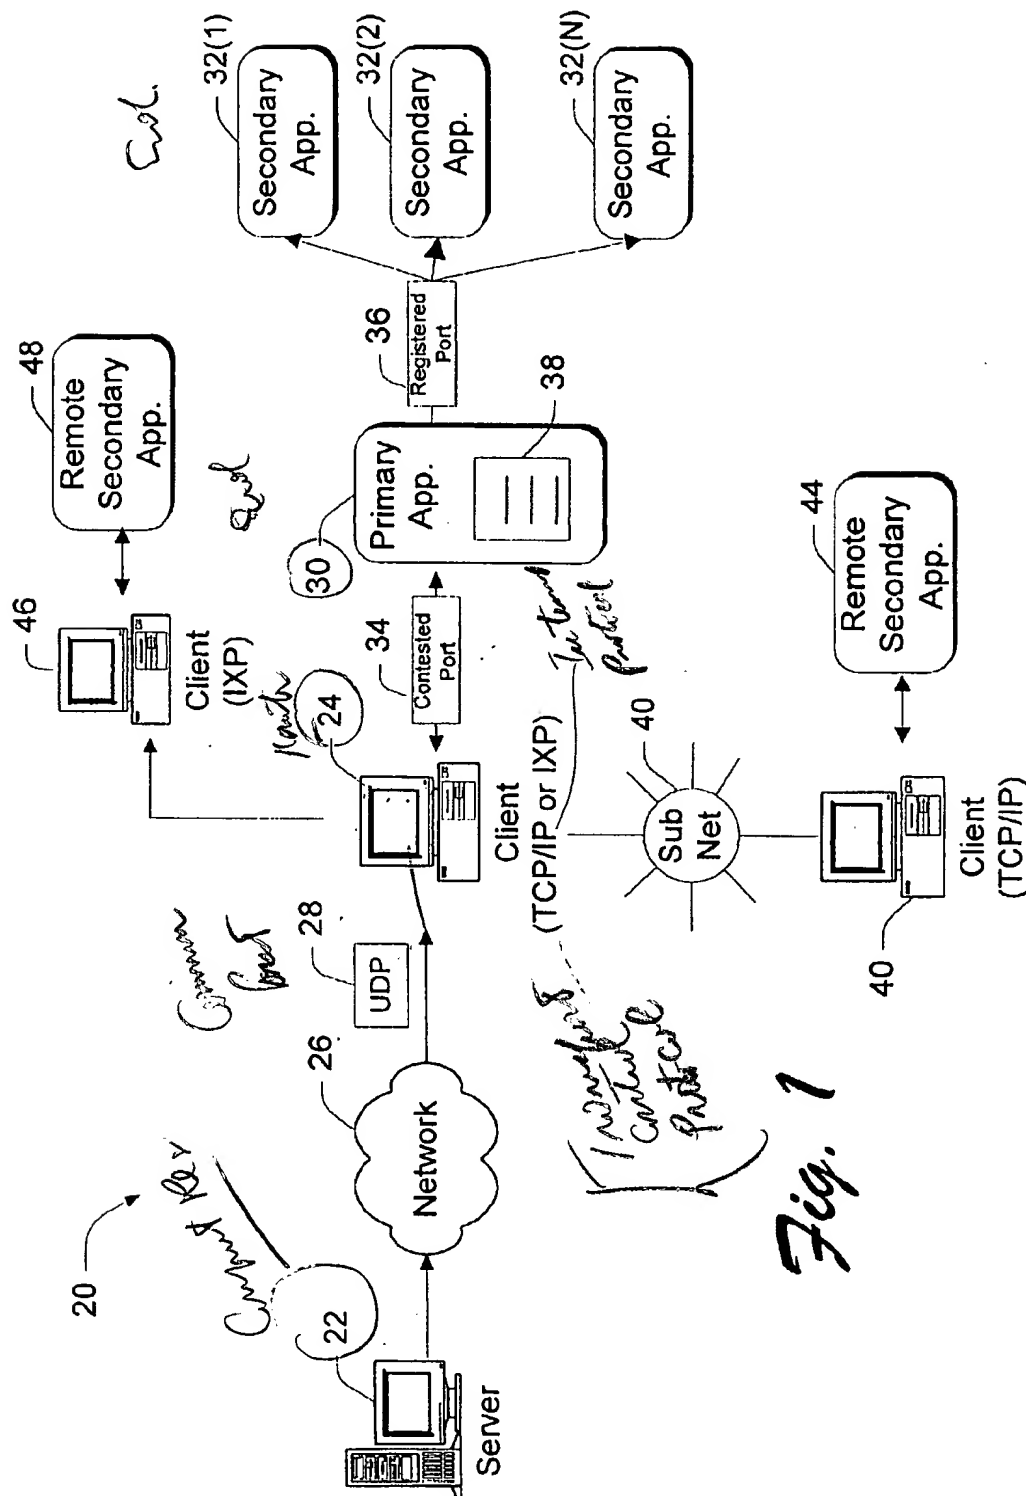 20
22
Server
26
Network
28
UDP
24
Client
(TCP/IP or IXP)
34
Contested
Port
30
Primary
App.
38
36
Registered
Port
32(1)
Secondary
App.
32(2)
Secondary
App.
32(N)
Secondary
App.
46
Client
(IXP)
48
Remote
Secondary
App.
40
Sub
Net
40
Client
(TCP/IP)
44
Remote
Secondary
App.
Fig. 1